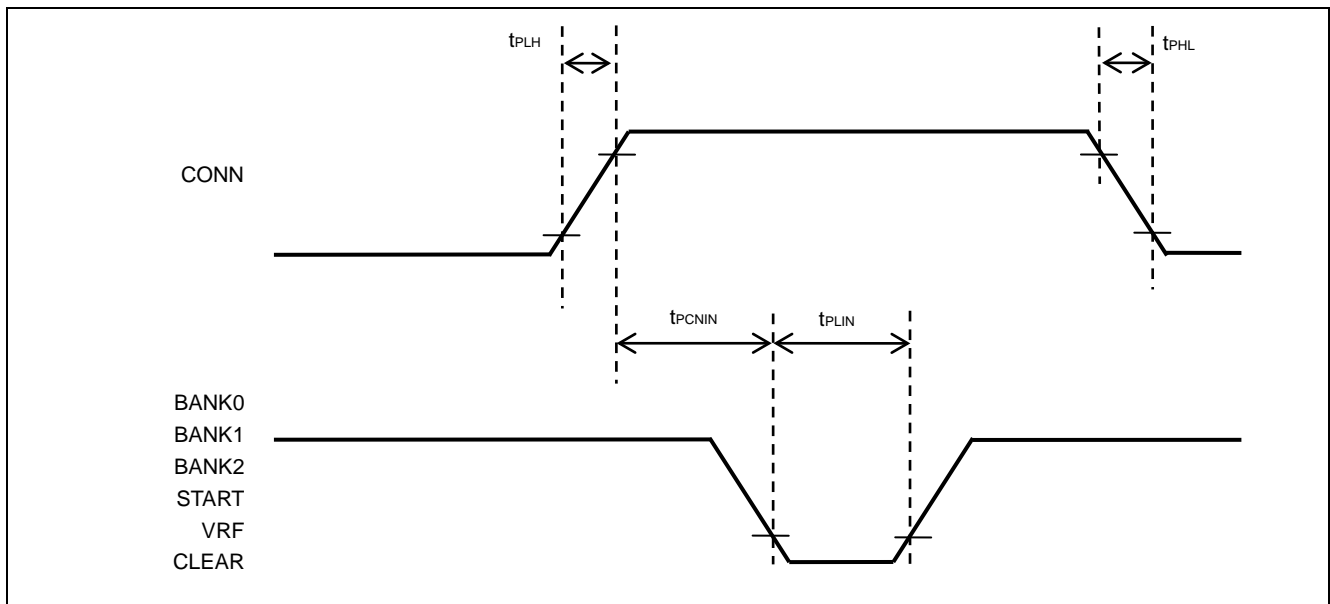 tPLH
tPHL
CONN
tPCNIN
tPLIN
BANK0
BANK1
BANK2
START
VRF
CLEAR